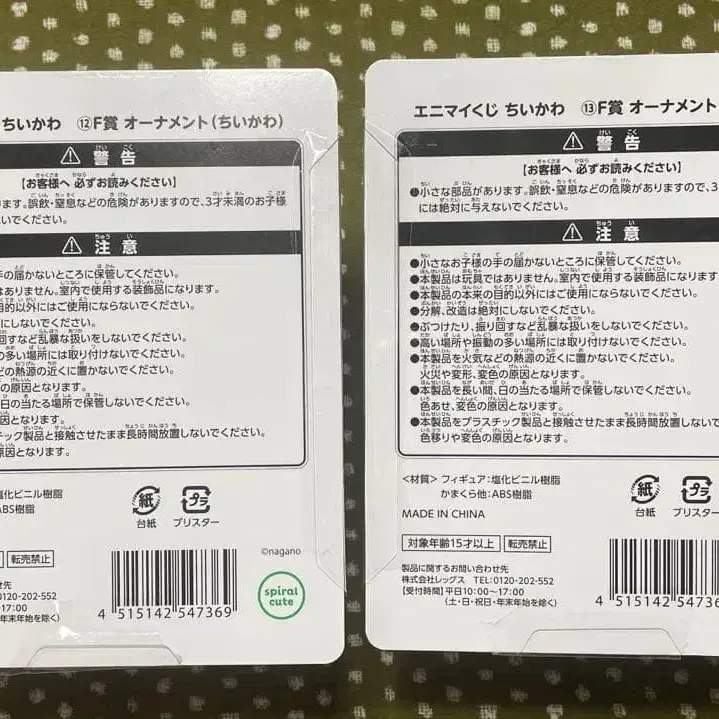 ちいかわ ⑫F賞 オーナメント(ちいかわ)
⚠ 警告
【お客様へ 必ずお読みください】
ります。誤飲・窒息などの危険がありますので、3才未満のお子様
ないでください。
⚠ 注意
手の届かないところに保管してください。
はありません。室内で使用する装飾品になります。
目的以外にはご使用にならないでください。
にしないでください。
回すなど乱暴な扱いをしないでください。
の多い場所には取り付けないでください。
どの熱源の近くに置かないでください。
の原因となります。
日の当たる場所で保管しないでください。
因となります。
チック製品と接触させたまま長時間放置しないでください。
の原因となります。
塩化ビニル樹脂
ABS樹脂
紙
台紙
プラ
ブリスター
転売禁止
©nagano
spiral
cute
せ先
0120-202-552
7:00
年末年始を除く)
4 515142 547369
エニマイくじ ちいかわ ⑬F賞 オーナメント
⚠ 警告
【お客様へ 必ずお読みください】
●小さな部品があります。誤飲・窒息などの危険がありますので、3
には絶対に与えないでください。
⚠ 注意
●小さなお子様の手の届かないところに保管してください。
●本製品は玩具ではありません。室内で使用する装飾品になります
●本製品の本来の目的以外にはご使用にならないでください。
●分解、改造は絶対にしないでください。
●ぶつけたり、振り回すなど乱暴な扱いをしないでください。
●高い場所や振動の多い場所には取り付けないでください。
●本製品を火気などの熱源の近くに置かないでください。
火災や変形、変色の原因となります。
●本製品を長い間、日の当たる場所で保管しないでください。
色あせ、変色の原因となります。
●本製品をプラスチック製品と接触させたまま長時間放置しないで
色移りや変色の原因となります。
<材質> フィギュア:塩化ビニル樹脂
かまくら他:ABS樹脂
MADE IN CHINA
紙
台紙
プラ
ブリスター
対象年齢15才以上
転売禁止
製品に関するお問い合わせ先
株式会社レッグス TEL:0120-202-552
【受付時間】平日10:00~17:00
(土・日・祝日・年末年始を除く)
4 515142 54736